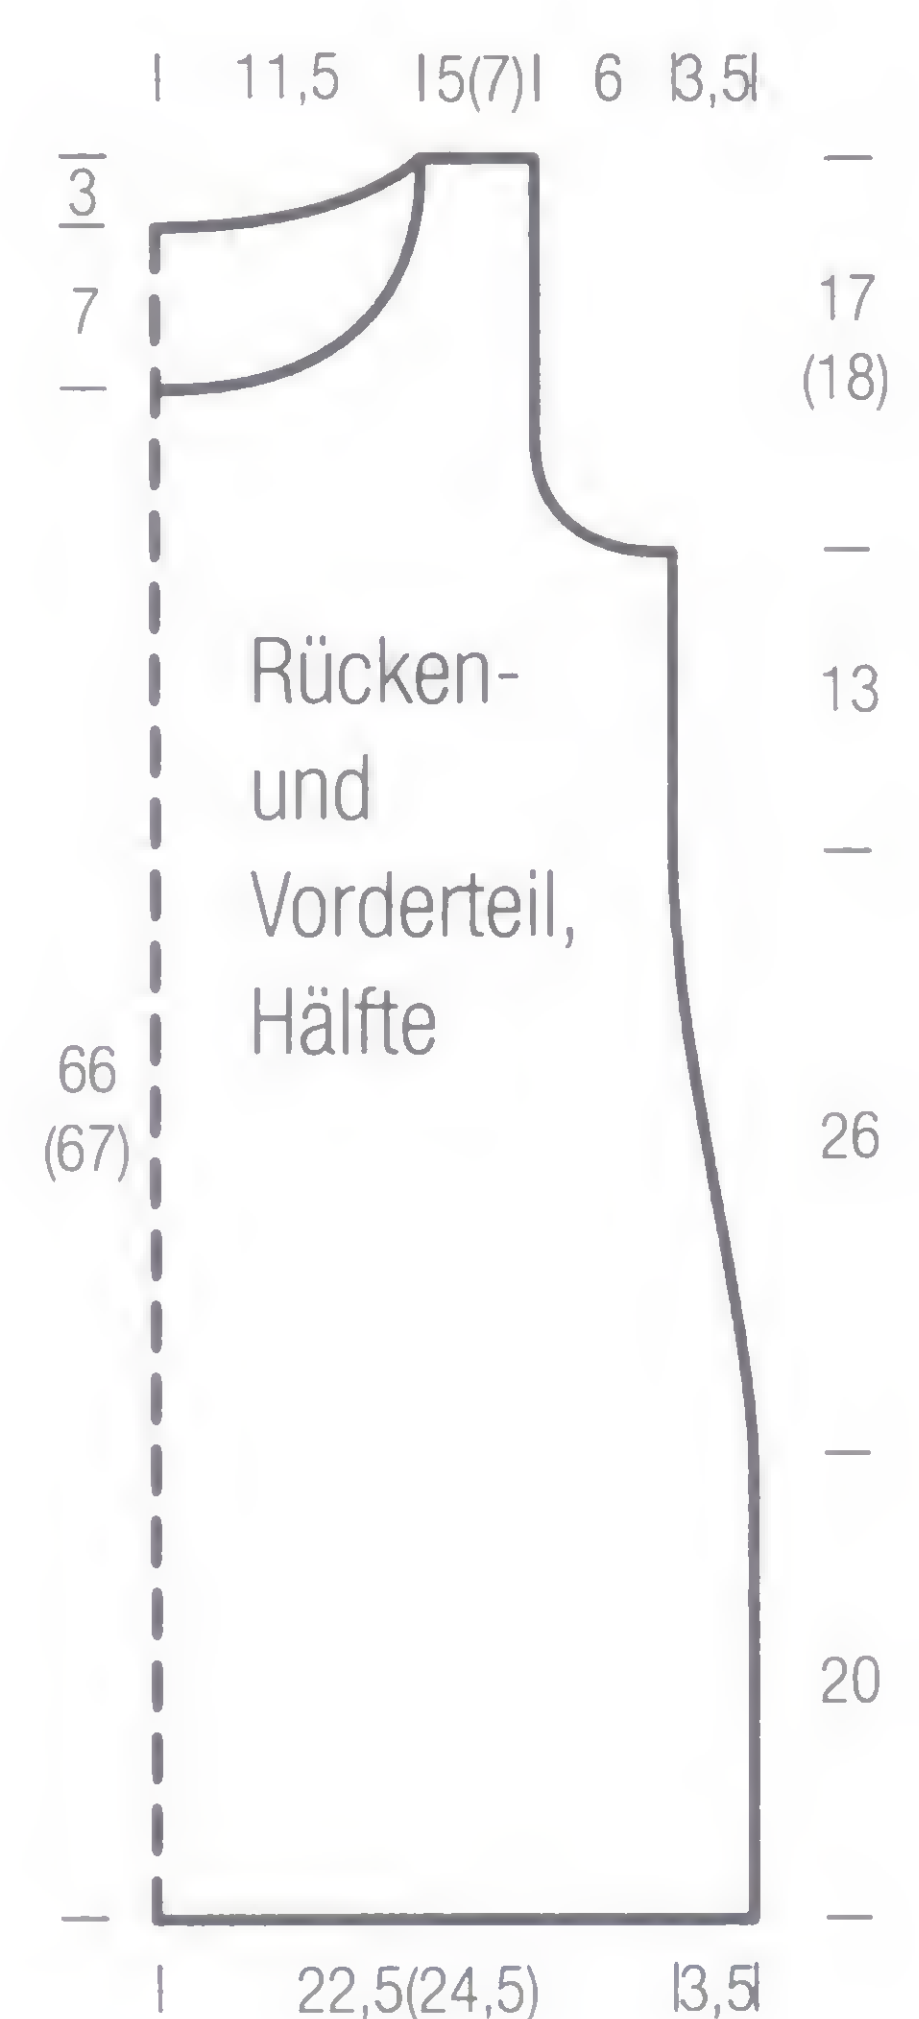 11,5 5(7) 6 3,5
3
7
17
(18)
Rücken-
13
und
Vorderteil,
Hälfte
66
(67)
26
20
22,5(24,5) 3,5